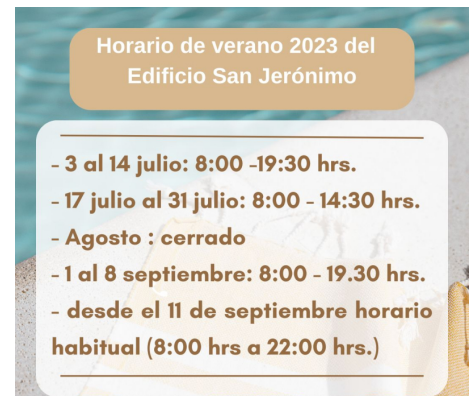 Horario de verano 2023 del
Edificio San Jerónimo
- 3 al 14 julio: 8:00 -19:30 hrs.
- 17 julio al 31 julio: 8:00 - 14:30 hrs.
- Agosto : cerrado
- 1 al 8 septiembre: 8:00 - 19.30 hrs.
- desde el 11 de septiembre horario
habitual (8:00 hrs a 22:00 hrs.)